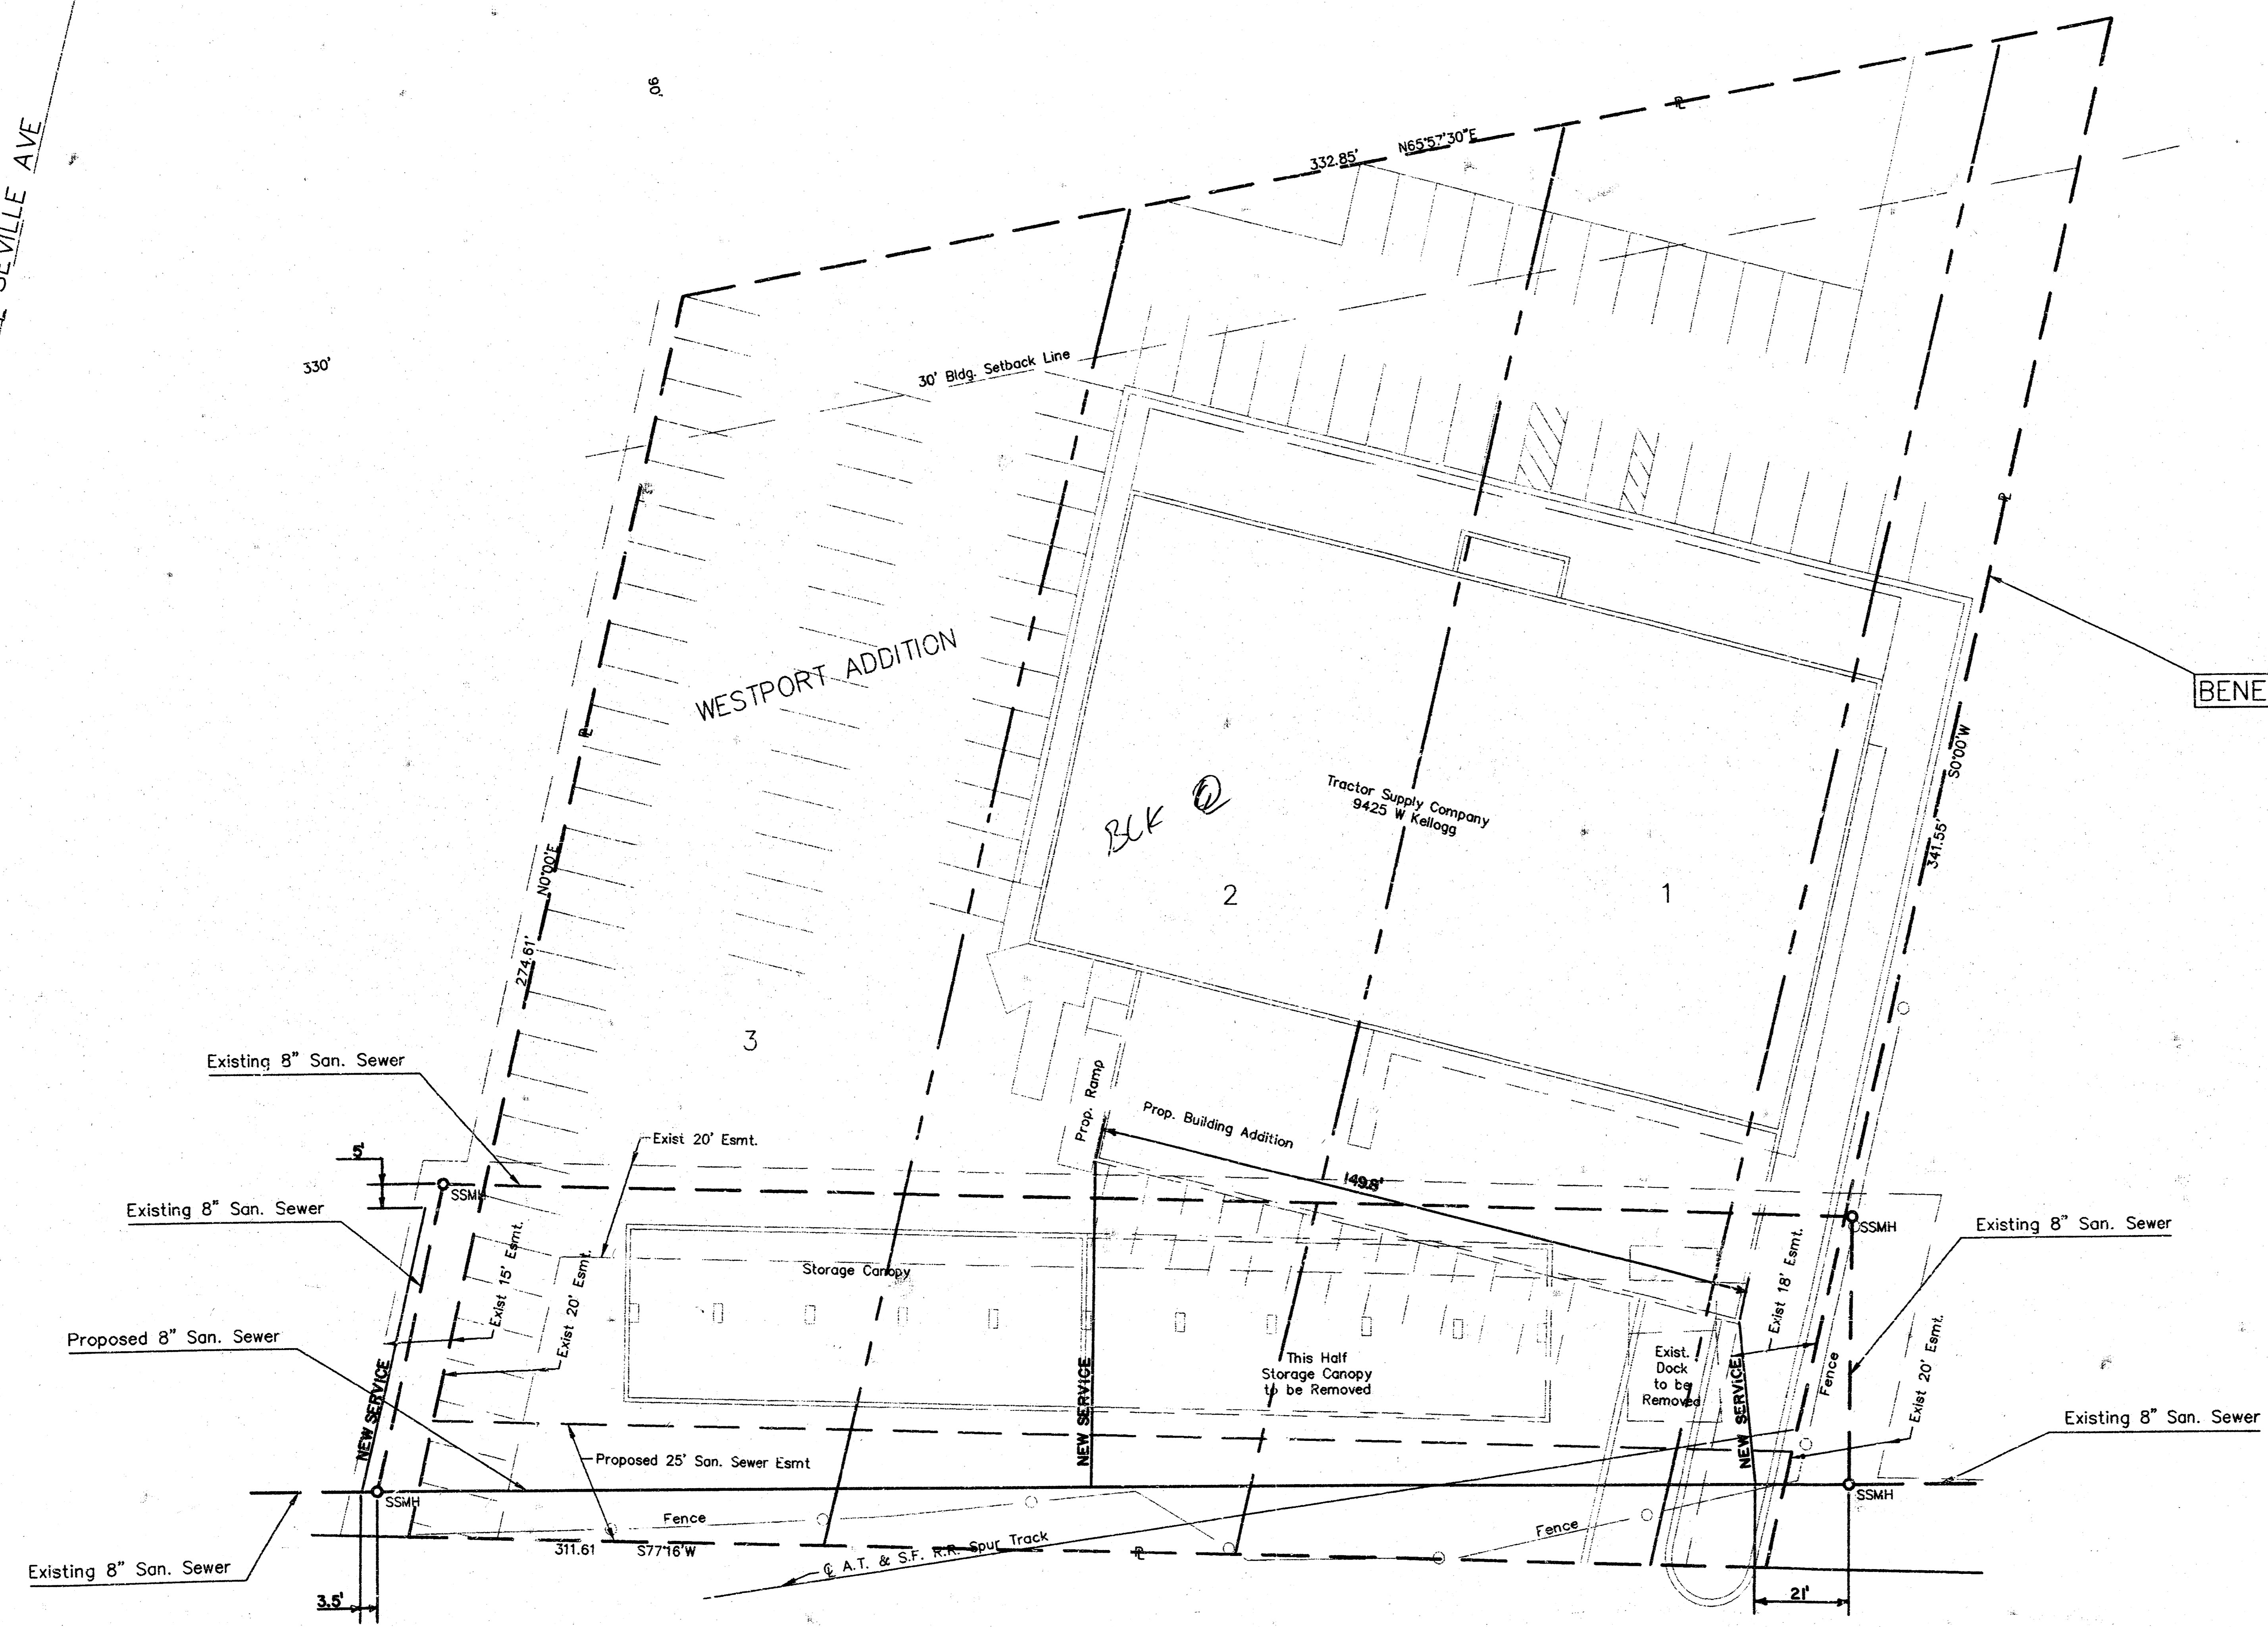 SEVILLE AVE
90'
330'
332.85'
N65°57'30"E
30' Bldg. Setback Line
WESTPORT ADDITION
BENE
S0°00'W
341.55'
Tractor Supply Company
9425 W Kellogg
BLK Q
2
1
3
N0°00'E
274.61'
Existing 8" San. Sewer
Exist 20' Esmt.
Prop. Ramp
Prop. Building Addition
149.8'
5'
SSMH
SSMH
Existing 8" San. Sewer
Existing 8" San. Sewer
Exist 15' Esmt.
Exist 20' Esmt.
Storage Canopy
Exist 18' Esmt.
Proposed 8" San. Sewer
This Half
Storage Canopy
to be Removed
Exist.
Dock
to be
Removed
Fence
Exist 20' Esmt.
NEW SERVICE
NEW SERVICE
NEW SERVICE
Existing 8" San. Sewer
Proposed 25' San. Sewer Esmt
SSMH
SSMH
Fence
Fence
311.61
S77°16'W
℄ A.T. & S.F. R.R. Spur Track
Existing 8" San. Sewer
3.5'
21'